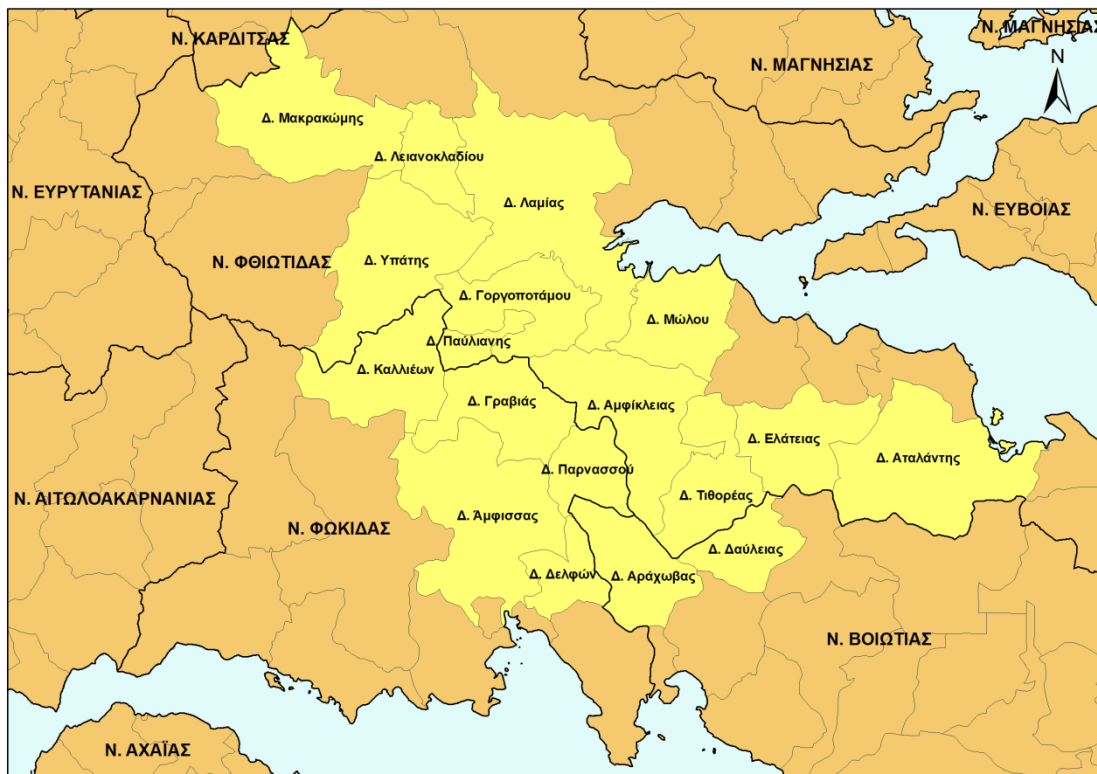 Ν. ΜΑΓΝΗΣΙΑΣ
Ν. ΚΑΡΔΙΤΣΑΣ
Ν
Ν. ΜΑΓΝΗΣΙΑΣ
Δ. Μακρακώμης
Δ. Λειανοκλαδίου
Ν. ΕΥΡΥΤΑΝΙΑΣ
Δ. Λαμίας
Ν. ΕΥΒΟΙΑΣ
Ν. ΦΘΙΩΤΙΔΑΣ
Δ. Υπάτης
Δ. Γοργοποτάμου
Δ. Μώλου
Δ. Παύλιανης
Δ. Καλλιέων
Δ. Γραβιάς
Δ. Αμφίκλειας
Δ. Ελάτειας
Δ. Αταλάντης
Δ. Παρνασσού
Ν. ΑΙΤΩΛΟΑΚΑΡΝΑΝΙΑΣ
Δ. Τιθορέας
Δ. Άμφισσας
Ν. ΦΩΚΙΔΑΣ
Δ. Δαύλειας
Δ. Δελφών
Δ. Αράχωβας
Ν. ΒΟΙΩΤΙΑΣ
Ν. ΑΧΑΪΑΣ